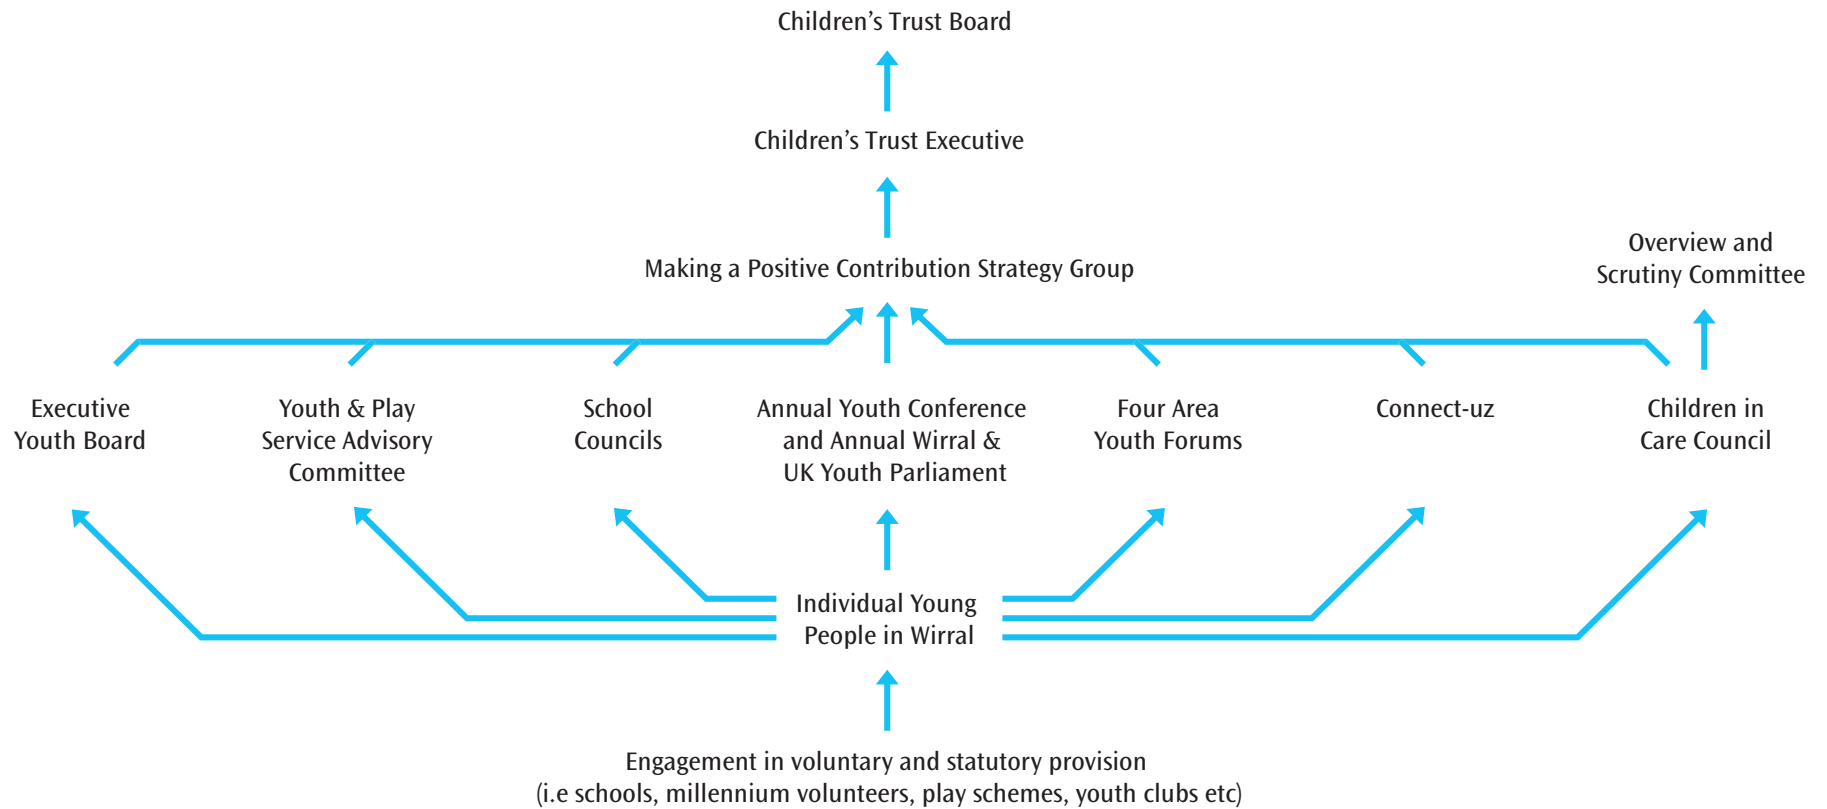 Children’s Trust Board
Children’s Trust Executive
Making a Positive Contribution Strategy Group
Overview and
Scrutiny Committee
Executive
Youth Board
Youth & Play
Service Advisory
Committee
School
Councils
Annual Youth Conference
and Annual Wirral &
UK Youth Parliament
Four Area
Youth Forums
Connect-uz
Children in
Care Council
Individual Young
People in Wirral
Engagement in voluntary and statutory provision
(i.e schools, millennium volunteers, play schemes, youth clubs etc)